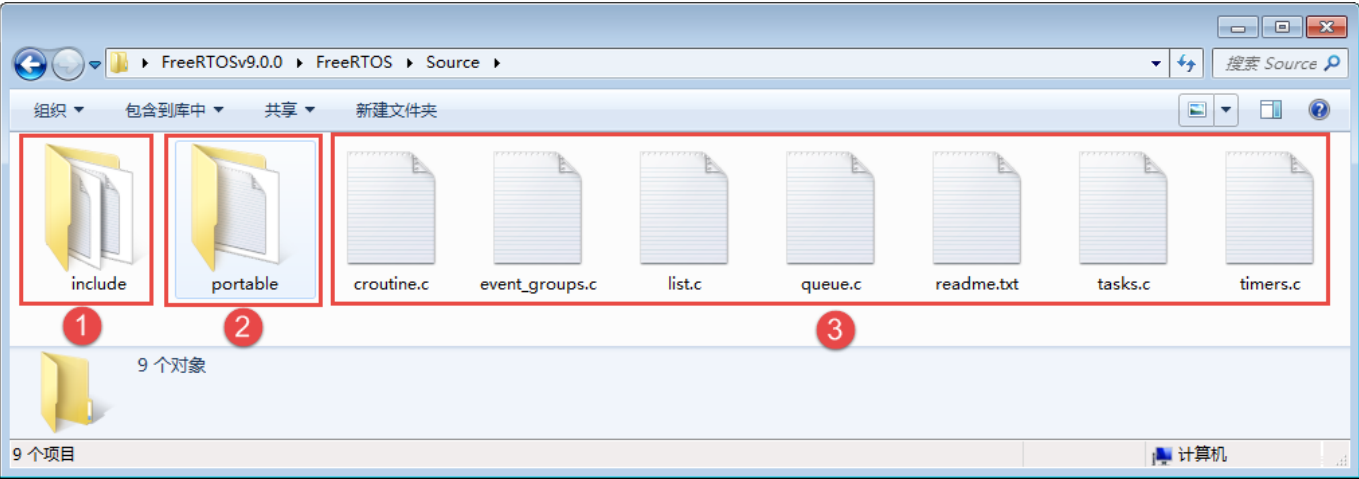 FreeRTOSv9.0.0 FreeRTOS Source
搜索 Source
组织 包含到库中 共享 新建文件夹
include portable croutine.c event_groups.c list.c queue.c readme.txt tasks.c timers.c
1 2 3
9 个对象
9 个项目 计算机